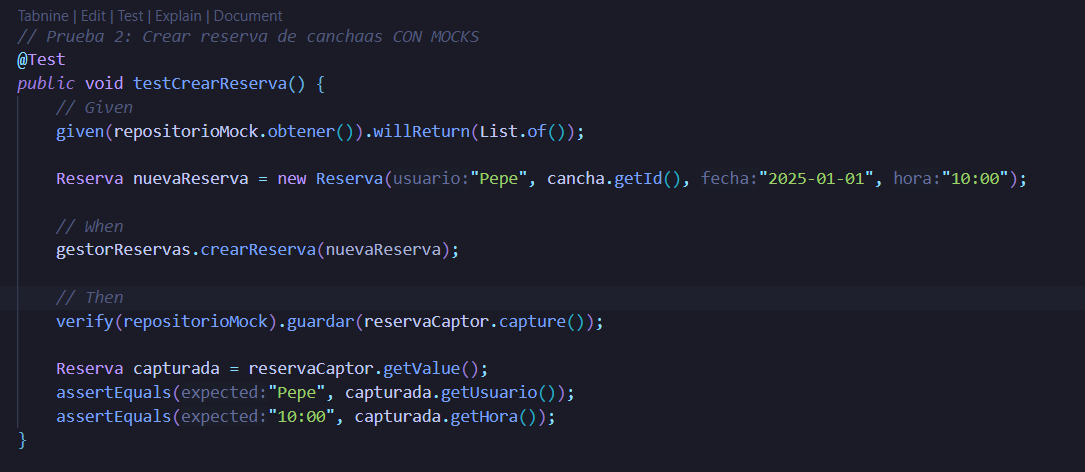 Tabnine | Edit | Test | Explain | Document
// Prueba 2: Crear reserva de canchaas CON MOCKS
@Test
public void testCrearReserva() {
// Given
given(repositorioMock.obtener()).willReturn(List.of());
Reserva nuevaReserva = new Reserva(usuario:"Pepe", cancha.getId(), fecha:"2025-01-01", hora:"10:00");
// When
gestorReservas.crearReserva(nuevaReserva);
// Then
verify(repositorioMock).guardar(reservaCaptor.capture());
Reserva capturada = reservaCaptor.getValue();
assertEquals(expected:"Pepe", capturada.getUsuario());
assertEquals(expected:"10:00", capturada.getHora());
}